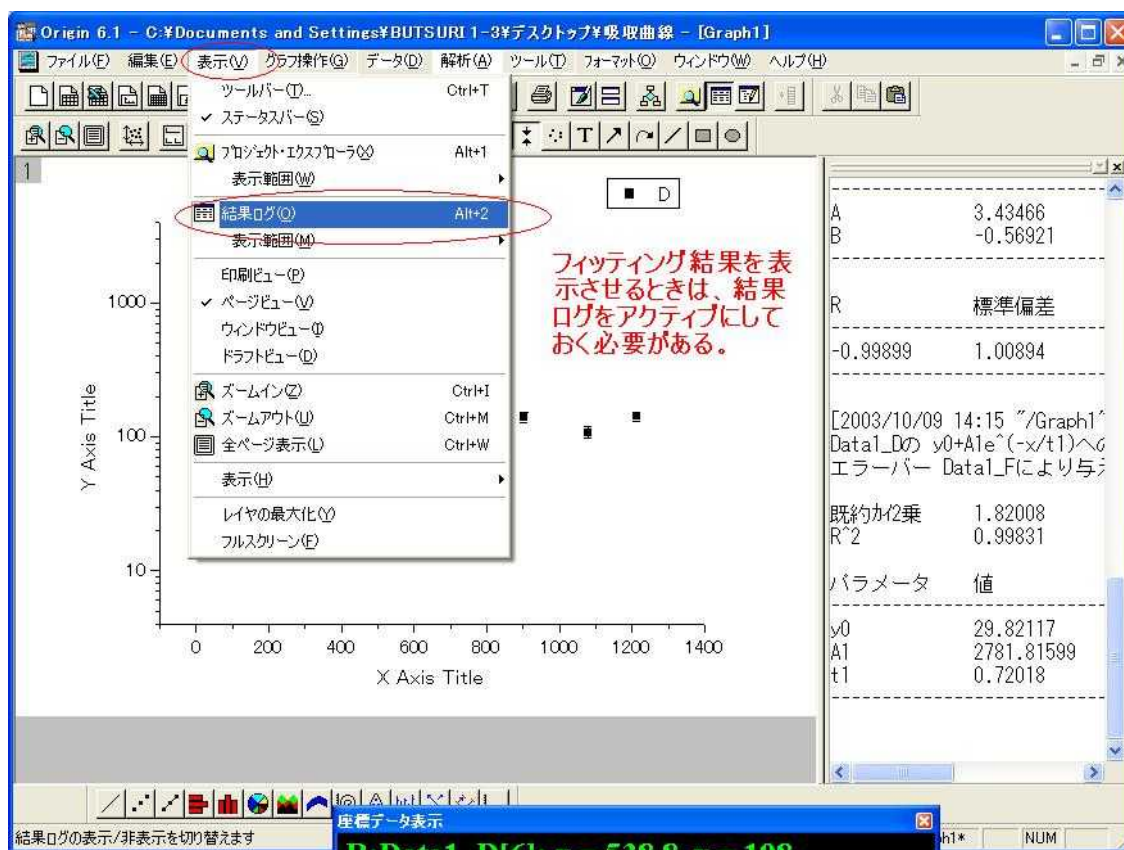 Origin 6.1 - C:¥Documents and Settings¥BUTSURI 1-3¥デスクトップ¥吸収曲線 - [Graph1]
ファイル(F) 編集(E) 表示(V) グラフ操作(G) データ(D) 解析(A) ツール(T) フォーマット(O) ウィンドウ(W) ヘルプ(H)
ツールバー(T)... Ctrl+T
ステータスバー(S)
プロジェクト・エクスプローラ(X) Alt+1
表示範囲(W)
結果ログ(O) Alt+2
表示範囲(M)
印刷ビュー(P)
ページビュー(V)
ウィンドウビュー(I)
ドラフトビュー(D)
ズームイン(Z) Ctrl+I
ズームアウト(U) Ctrl+M
全ページ表示(L) Ctrl+W
表示(H)
レイヤの最大化(Y)
フルスクリーン(F)
T
1
D
フィッティング結果を表
示させるときは、結果
ログをアクティブにして
おく必要がある。
1000
100
10
Y Axis Title
0 200 400 600 800 1000 1200 1400
X Axis Title
A 3.43466
B -0.56921
R 標準偏差
-0.99899 1.00894
[2003/10/09 14:15 "/Graph1"
Data1_Dの y0+A1e^(-x/t1)への
エラーバー Data1_Fにより与え
既約カイ2乗 1.82008
R^2 0.99831
パラメータ 値
y0 29.82117
A1 2781.81599
t1 0.72018
座標データ表示
結果ログの表示/非表示を切り替えます
NUM